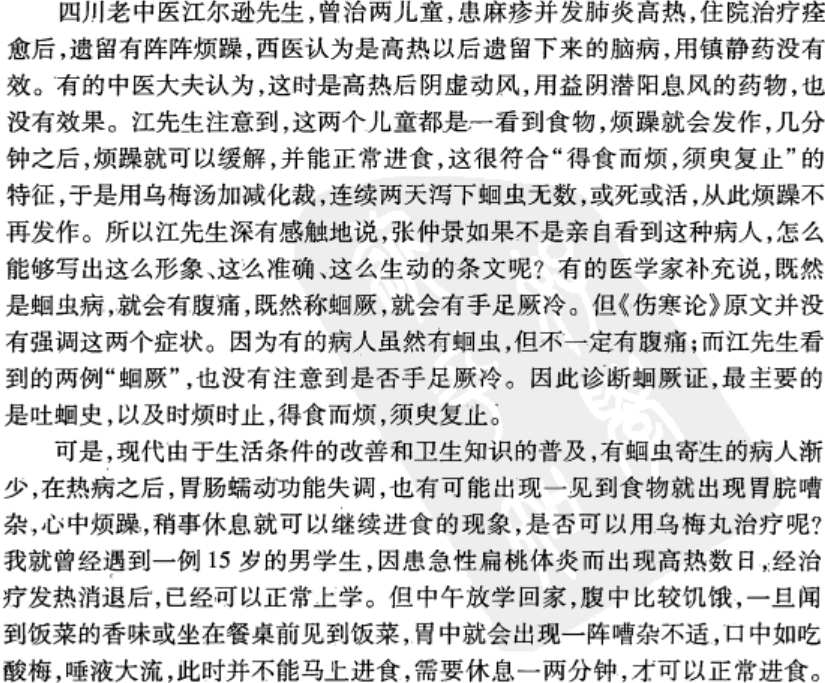 四川老中医江尔逊先生,曾治两儿童,患麻疹并发肺炎高热,住院治疗痊
愈后,遗留有阵阵烦躁,西医认为是高热以后遗留下来的脑病,用镇静药没有
效。有的中医大夫认为,这时是高热后阴虚动风,用益阴潜阳息风的药物,也
没有效果。江先生注意到,这两个儿童都是一看到食物,烦躁就会发作,几分
钟之后,烦躁就可以缓解,并能正常进食,这很符合“得食而烦,须臾复止”的
特征,于是用乌梅汤加减化裁,连续两天泻下蛔虫无数,或死或活,从此烦躁不
再发作。所以江先生深有感触地说,张仲景如果不是亲自看到这种病人,怎么
能够写出这么形象、这么准确、这么生动的条文呢?有的医学家补充说,既然
是蛔虫病,就会有腹痛,既然称蛔厥,就会有手足厥冷。但《伤寒论》原文并没
有强调这两个症状。因为有的病人虽然有蛔虫,但不一定有腹痛;而江先生看
到的两例“蛔厥”,也没有注意到是否手足厥冷。因此诊断蛔厥证,最主要的
是吐蛔史,以及时烦时止,得食而烦,须臾复止。
可是,现代由于生活条件的改善和卫生知识的普及,有蛔虫寄生的病人渐
少,在热病之后,胃肠蠕动功能失调,也有可能出现一见到食物就出现胃脘嘈
杂,心中烦躁,稍事休息就可以继续进食的现象,是否可以用乌梅丸治疗呢?
我就曾经遇到一例 15 岁的男学生,因患急性扁桃体炎而出现高热数日,经治
疗发热消退后,已经可以正常上学。但中午放学回家,腹中比较饥饿,一旦闻
到饭菜的香味或坐在餐桌前见到饭菜,胃中就会出现一阵嘈杂不适,口中如吃
酸梅,唾液大流,此时并不能马上进食,需要休息一两分钟,才可以正常进食。